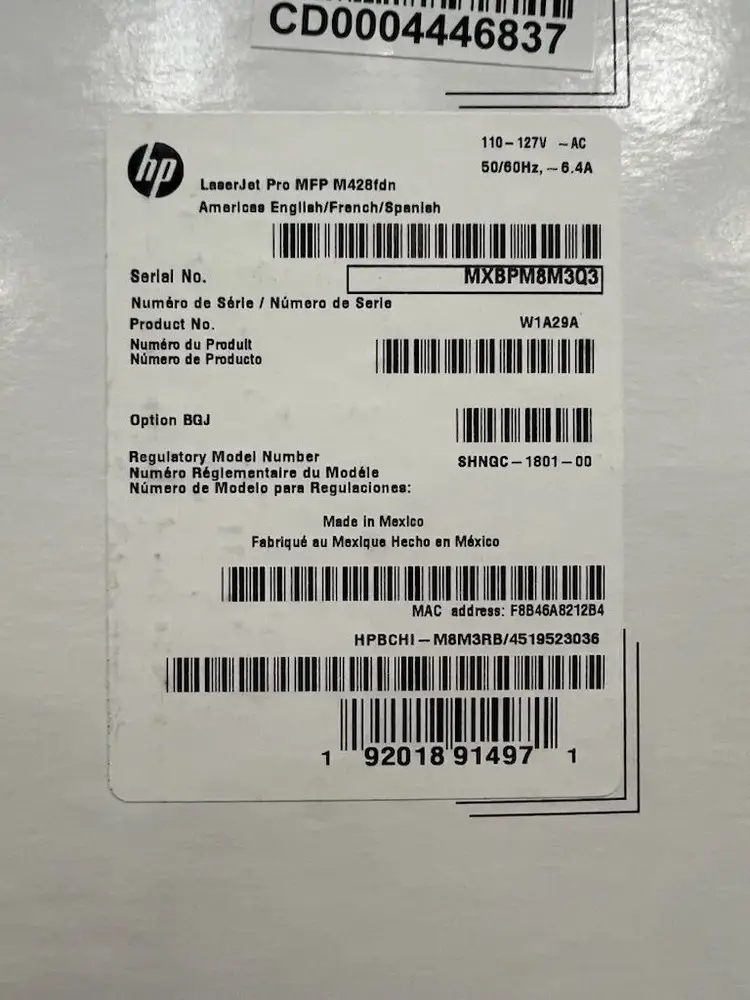 CD0004446837
hp
110-127V ~AC
50/60Hz, ~6.4A
LaserJet Pro MFP M428fdn
Americas English/French/Spanish
Serial No. MXBPM8M3Q3
Numéro de Série / Número de Serie
Product No. W1A29A
Numéro du Produit
Número de Producto
Option BGJ
Regulatory Model Number SHNGC-1801-00
Numéro Réglementaire du Modéle
Número de Modelo para Regulaciones:
Made in Mexico
Fabriqué au Mexique Hecho en México
MAC address: F8B46A8212B4
HPBCHI-M8M3RB/4519523036
1 92018 91497 1